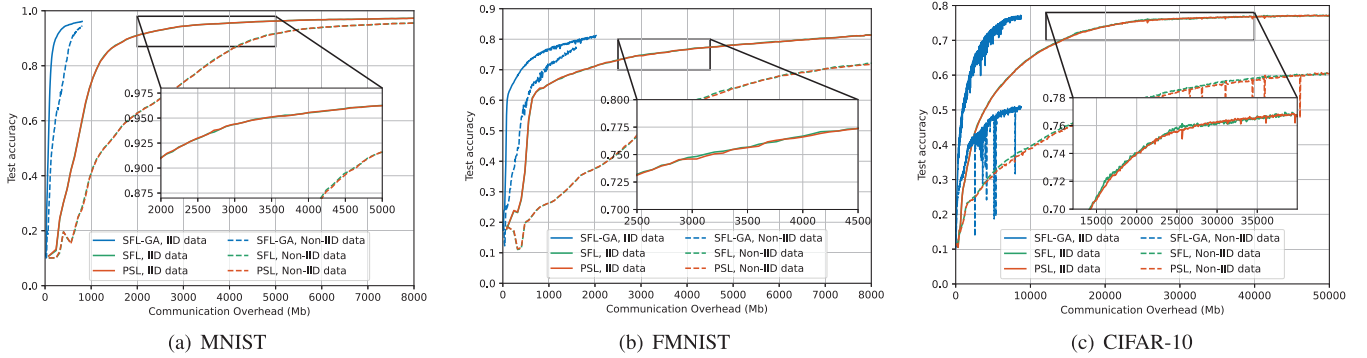 1.0
0.8
0.6
0.4
0.2
0.0
Test accuracy
0.975
0.950
0.925
0.900
0.875
2000 2500 3000 3500 4000 4500 5000
SFL-GA, IID data
SFL, IID data
PSL, IID data
SFL-GA, Non-IID data
SFL, Non-IID data
PSL, Non-IID data
0 1000 2000 3000 4000 5000 6000 7000 8000
Communication Overhead (Mb)
(a) MNIST
0.9
0.8
0.7
0.6
0.5
0.4
0.3
0.2
0.1
0.0
Test accuracy
0.800
0.775
0.750
0.725
0.700
2500 3000 3500 4000 4500
SFL-GA, IID data
SFL, IID data
PSL, IID data
SFL-GA, Non-IID data
SFL, Non-IID data
PSL, Non-IID data
0 1000 2000 3000 4000 5000 6000 7000 8000
Communication Overhead (Mb)
(b) FMNIST
0.8
0.7
0.6
0.5
0.4
0.3
0.2
0.1
Test accuracy
0.78
0.76
0.74
0.72
0.70
15000 20000 25000 30000 35000
SFL-GA, IID data
SFL, IID data
PSL, IID data
SFL-GA, Non-IID data
SFL, Non-IID data
PSL, Non-IID data
0 10000 20000 30000 40000 50000
Communication Overhead (Mb)
(c) CIFAR-10